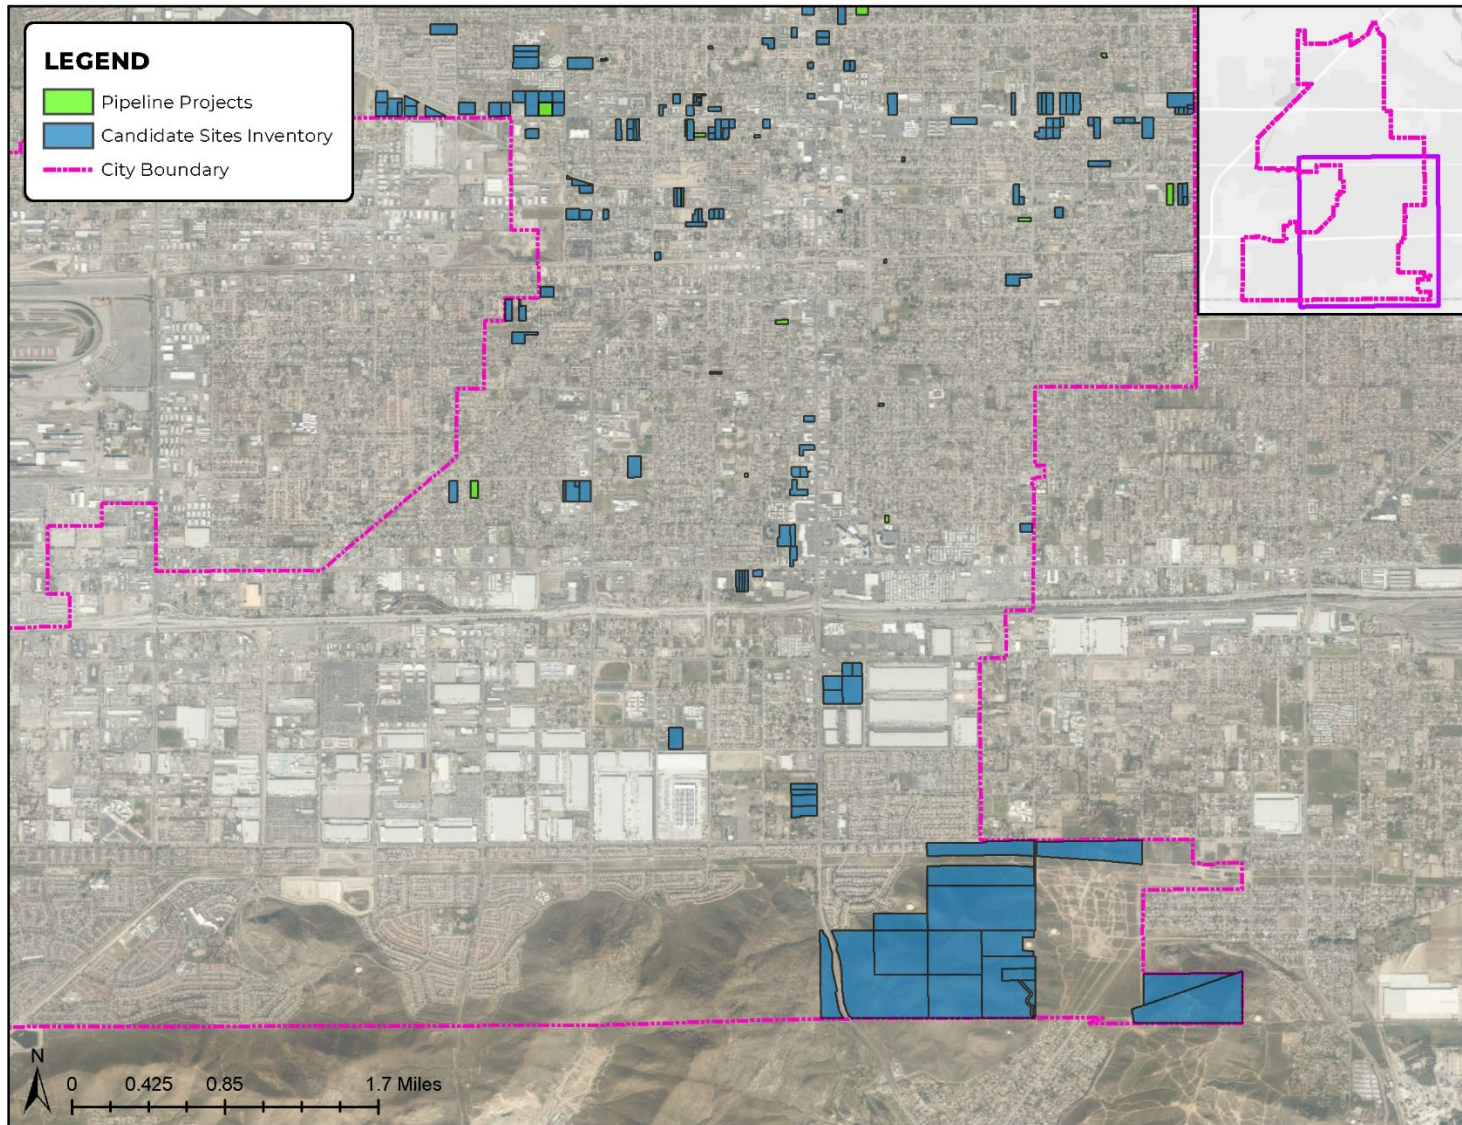 LEGEND
Pipeline Projects
Candidate Sites Inventory
City Boundary
N
0 0.425 0.85 1.7 Miles